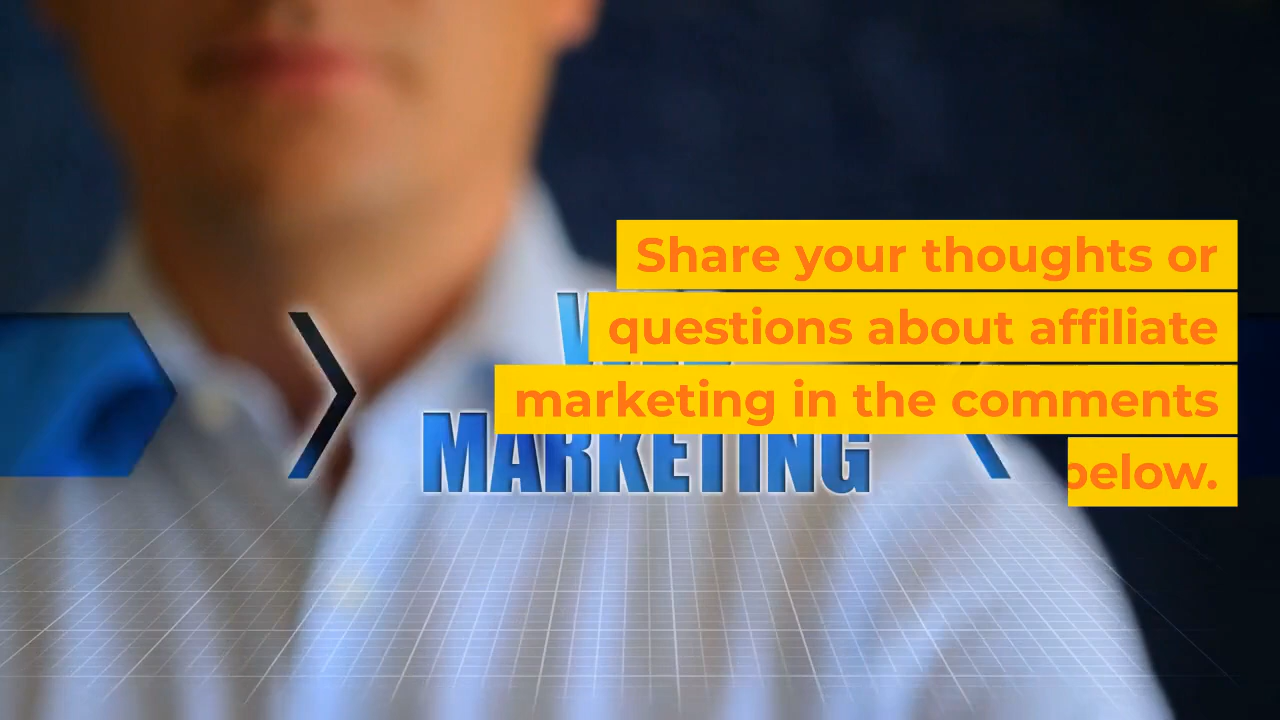 Share your thoughts or
questions about affiliate
marketing in the comments
below.
MARKETING